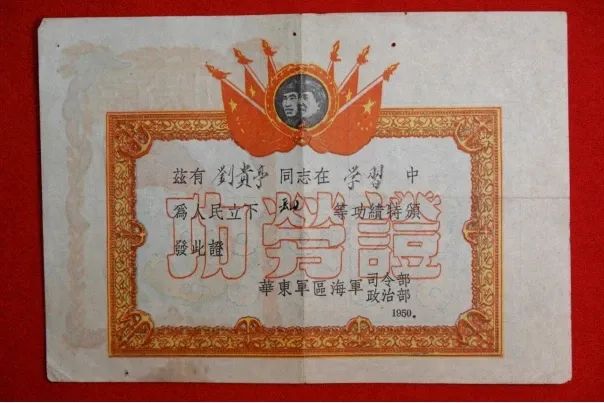 茲有 劉貴亭 同志在 学習 中
爲人民立下 等功績特頒
發此證
功勞證
華東軍區海軍 司令部
政治部
1950。